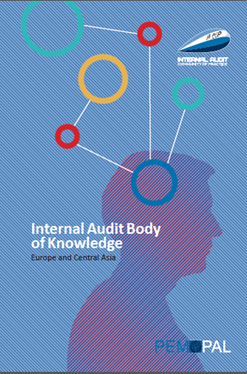 INTERNAL AUDIT
COMMUNITY OF PRACTICE
Internal Audit Body
of Knowledge
Europe and Central Asia
PEMPAL